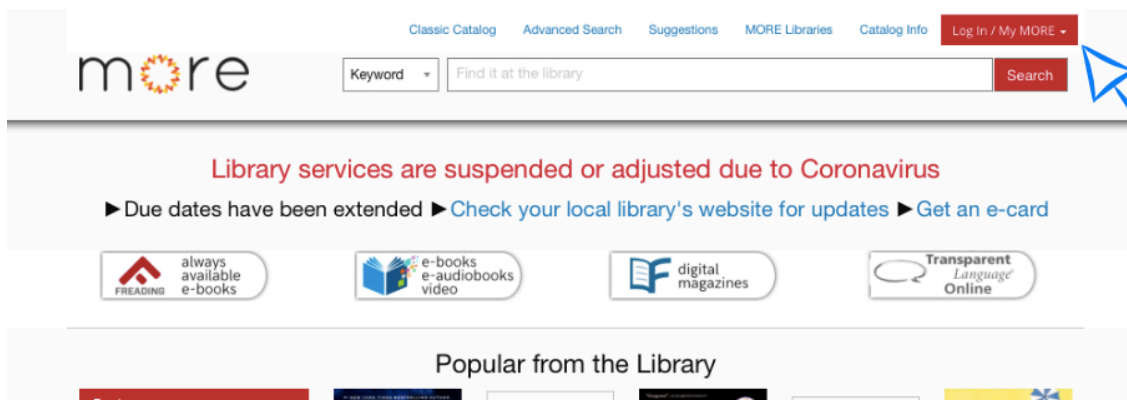 Classic Catalog Advanced Search Suggestions MORE Libraries Catalog Info Log In / My MORE
more
Keyword Find it at the library Search
Library services are suspended or adjusted due to Coronavirus
►Due dates have been extended ►Check your local library's website for updates ►Get an e-card
FREADING
always
available
e-books
e-books
e-audiobooks
video
digital
magazines
Transparent
Language
Online
Popular from the Library